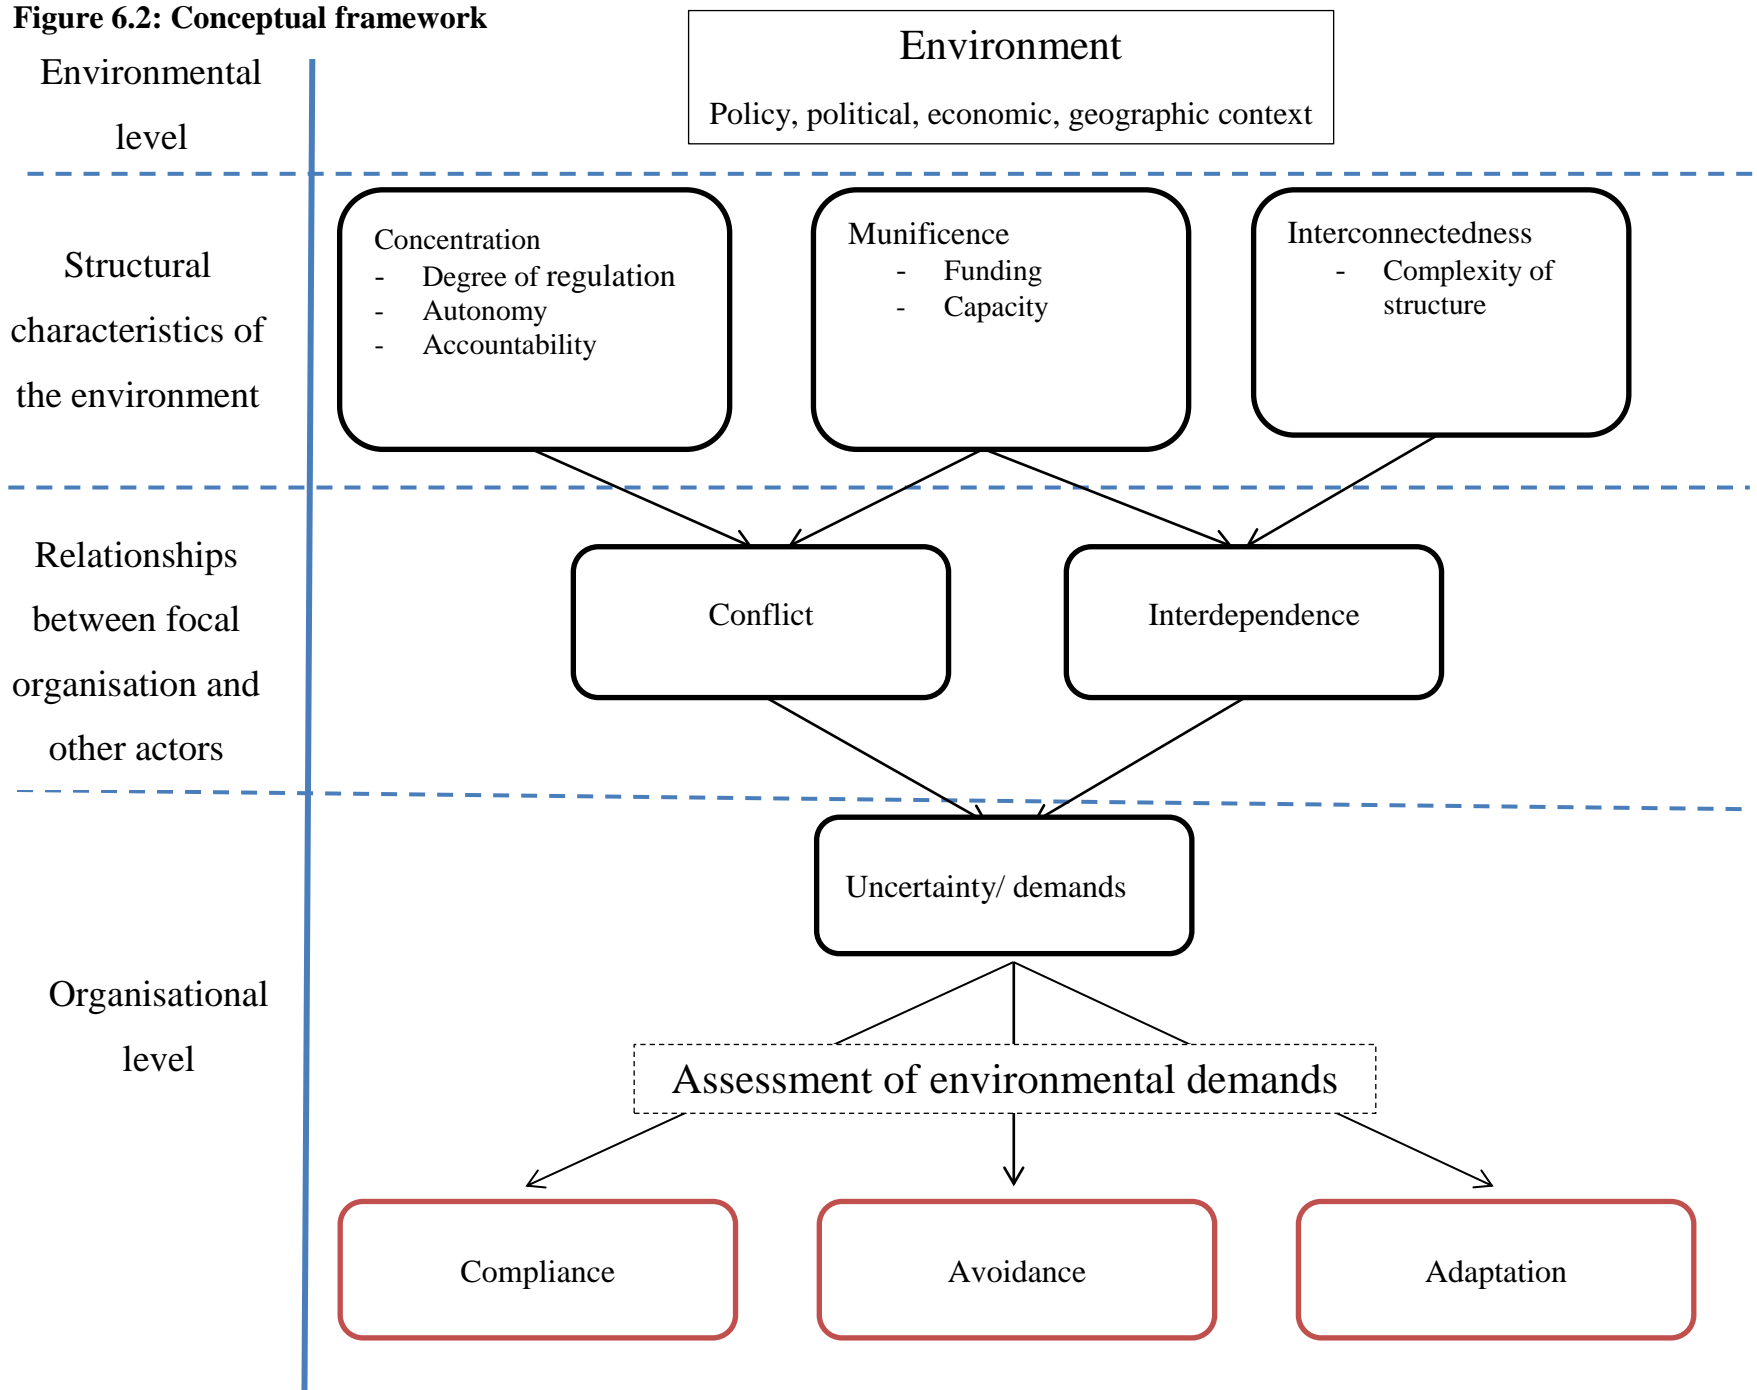 Figure 6.2: Conceptual framework
Environmental
level
Environment
Policy, political, economic, geographic context
Structural
characteristics of
the environment
Concentration
- Degree of regulation
- Autonomy
- Accountability
Munificence
- Funding
- Capacity
Interconnectedness
- Complexity of
structure
Relationships
between focal
organisation and
other actors
Conflict
Interdependence
Organisational
level
Uncertainty/ demands
Assessment of environmental demands
Compliance
Avoidance
Adaptation